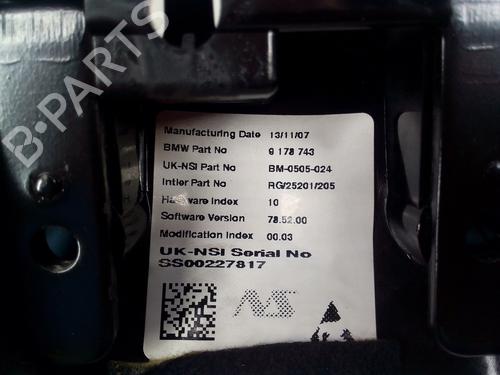 B-PARTS
Manufacturing Date 13/11/07
BMW Part No 9 178 743
UK-NSI Part No BM-0505-024
Intier Part No RG/25201/205
Hardware Index 10
Software Version 78.52.00
Modification Index 00.03
UK-NSI Serial No
SS00227817
NS